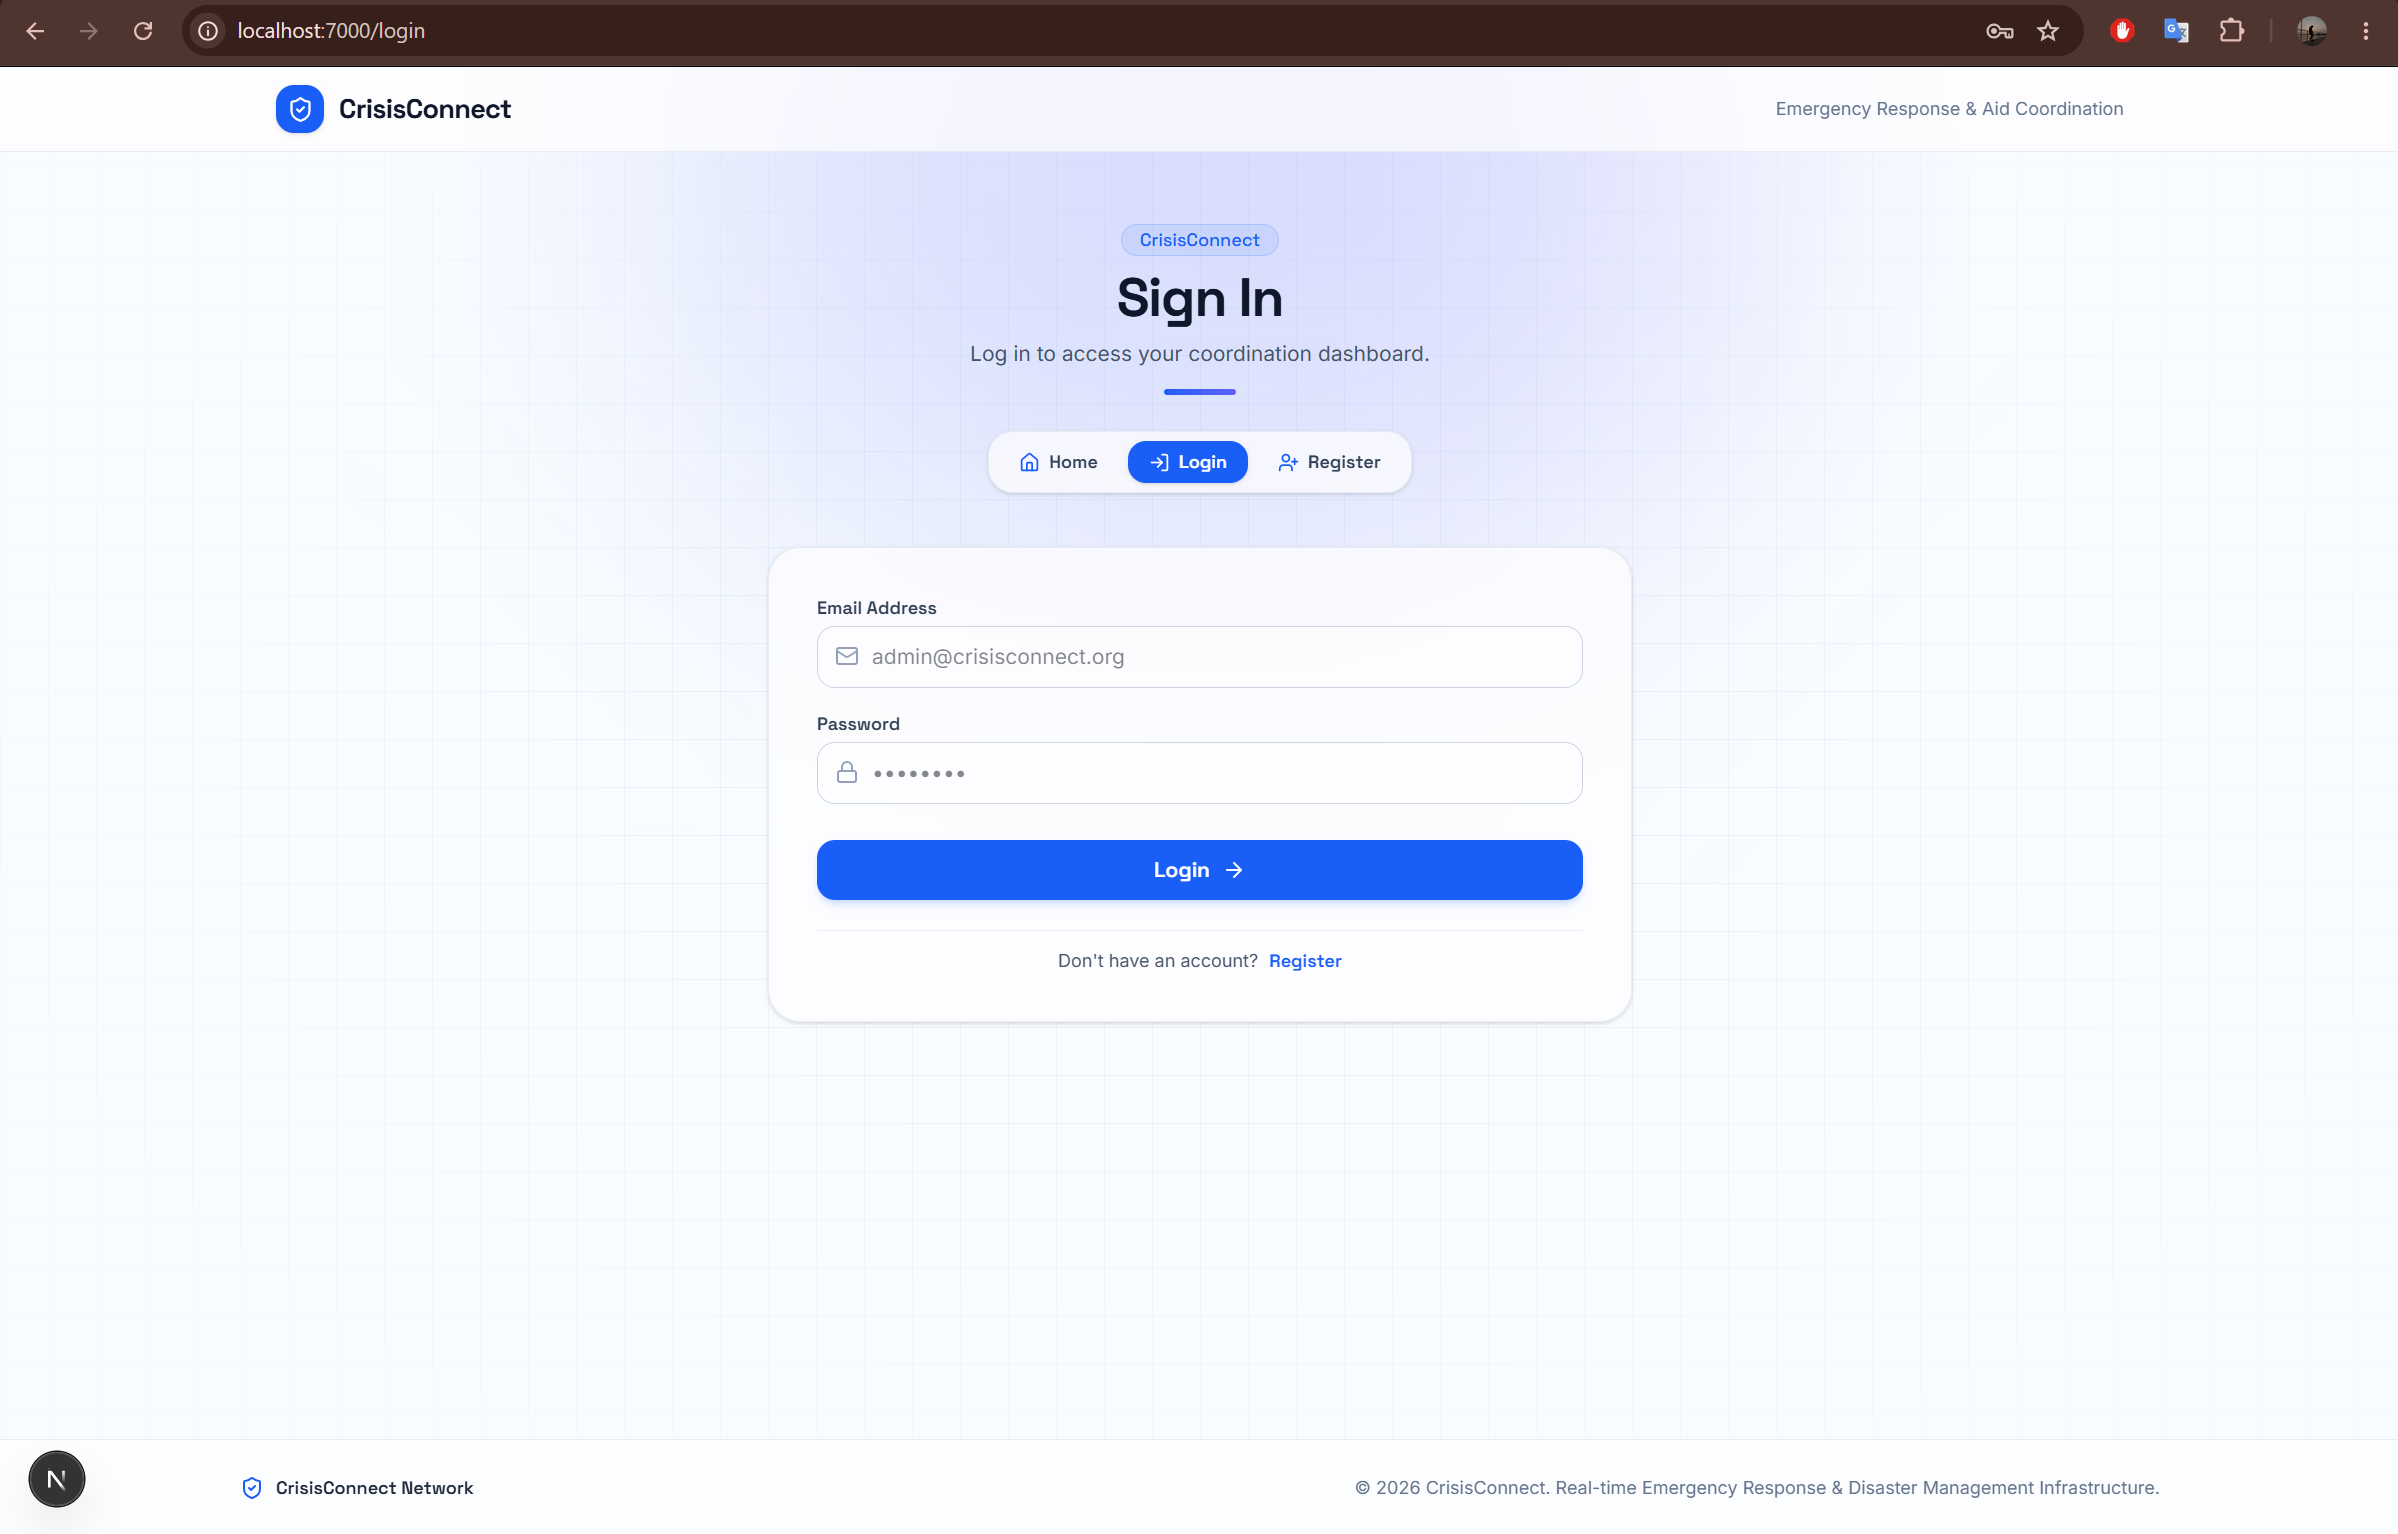 localhost:7000/login
CrisisConnect
Emergency Response & Aid Coordination
CrisisConnect
Sign In
Log in to access your coordination dashboard.
Home
Login
Register
Email Address
admin@crisisconnect.org
Password
••••••••
Login
Don't have an account? Register
N
CrisisConnect Network
© 2026 CrisisConnect. Real-time Emergency Response & Disaster Management Infrastructure.